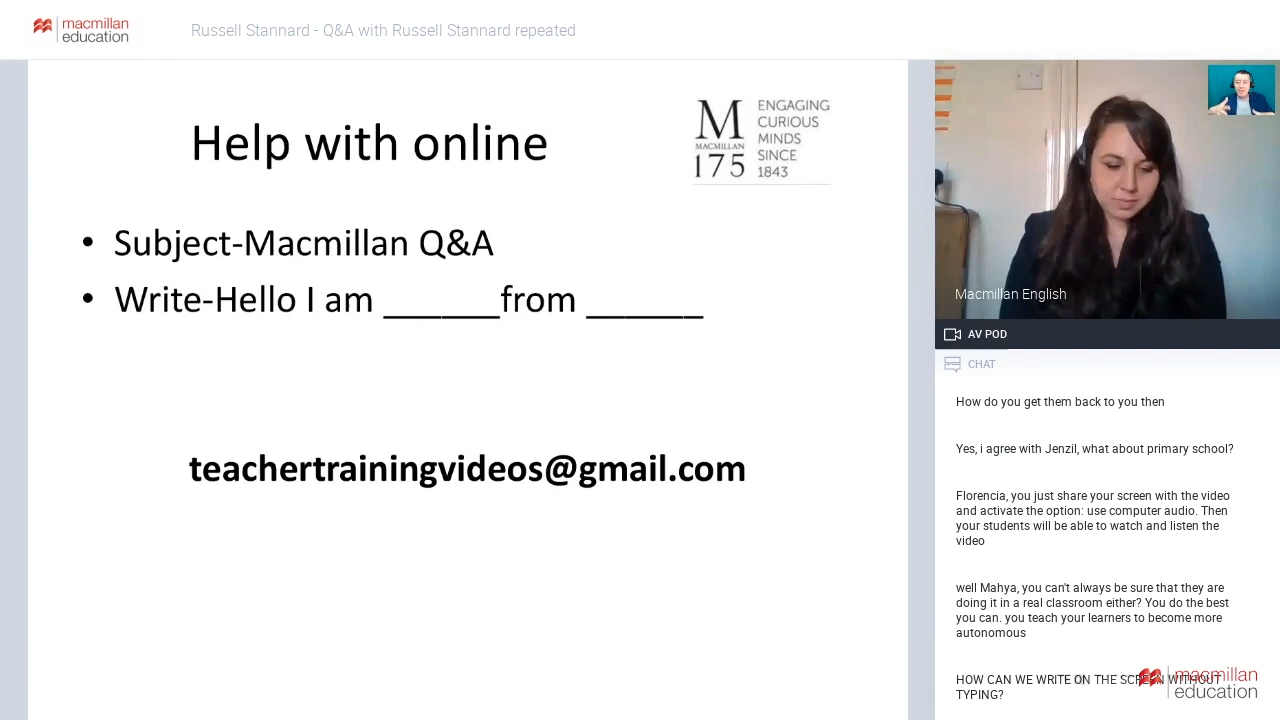 macmillan
education
Russell Stannard - Q&A with Russell Stannard repeated
Help with online
M
MACMILLAN
175
ENGAGING
CURIOUS
MINDS
SINCE
1843
• Subject-Macmillan Q&A
• Write-Hello I am ______from ______
teachertrainingvideos@gmail.com
Macmillan English
AV POD
CHAT
How do you get them back to you then
Yes, i agree with Jenzil, what about primary school?
Florencia, you just share your screen with the video
and activate the option: use computer audio. Then
your students will be able to watch and listen the
video
well Mahya, you can't always be sure that they are
doing it in a real classroom either? You do the best
you can. you teach your learners to become more
autonomous
HOW CAN WE WRITE ON THE SCREEN WITHOUT
TYPING?
macmillan
education